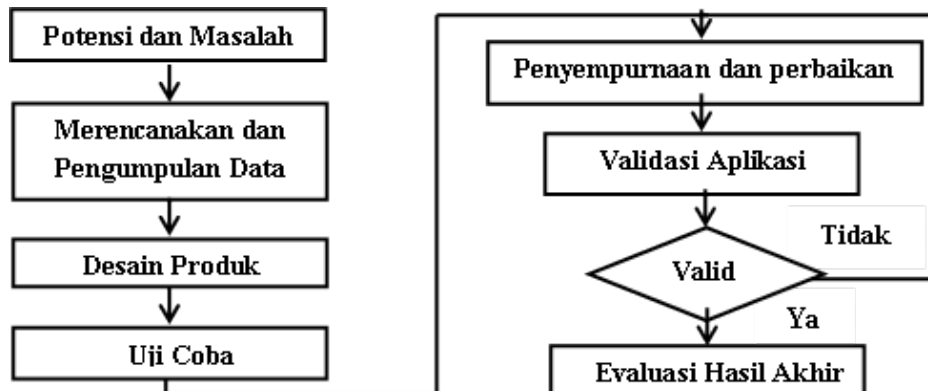 Potensi dan Masalah
Merencanakan dan
Pengumpulan Data
Desain Produk
Uji Coba
Penyempurnaan dan perbaikan
Validasi Aplikasi
Valid
Tidak
Ya
Evaluasi Hasil Akhir